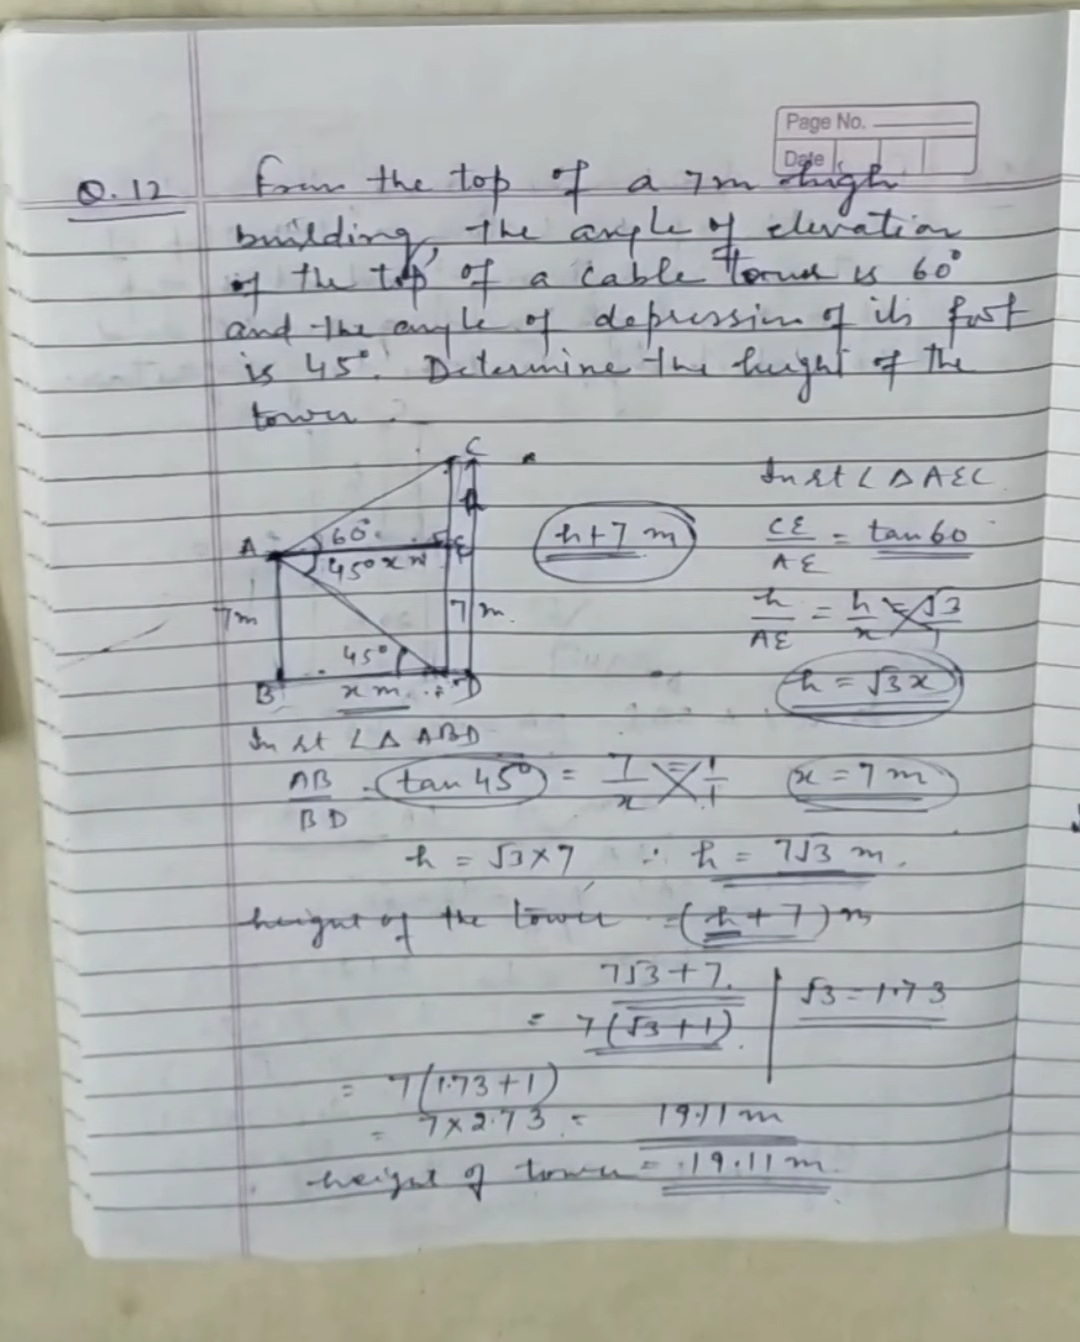 Page No.
Date
Q.12 From the top of a 7m high
building, the angle of elevation
of the top of a cable tower is 60°
and the angle of depression of its foot
is 45°. Determine the height of the
tower.
C
A 60° E
45° x m
7m 7 m.
45°
B x m D
h+7 m
In rt ∠ Δ AEC
CE/AE = tan 60
h/AE = h/x = √3/1
h = √3x
In rt ∠ Δ ABD
AB/BD = tan 45° = 7/x = 1/1 x = 7 m
h = √3×7 ∴ h = 7√3 m.
height of the tower = (h+7) m
7√3+7.
= 7(√3+1). √3 = 1.73
= 7(1.73+1)
= 7×2.73 = 19.11 m
height of tower = 19.11 m.